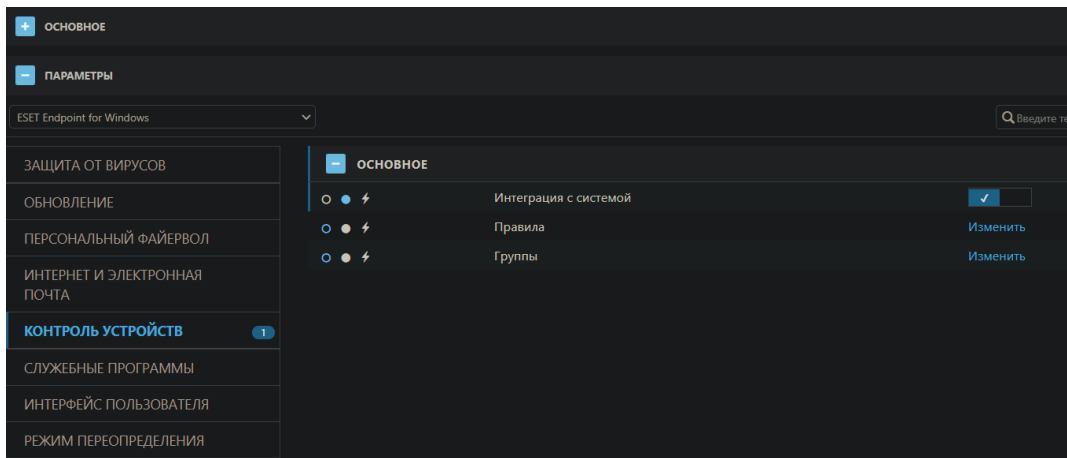 ОСНОВНОЕ
ПАРАМЕТРЫ
ESET Endpoint for Windows
Введите те
ЗАЩИТА ОТ ВИРУСОВ
ОБНОВЛЕНИЕ
ПЕРСОНАЛЬНЫЙ ФАЙЕРВОЛ
ИНТЕРНЕТ И ЭЛЕКТРОННАЯ
ПОЧТА
КОНТРОЛЬ УСТРОЙСТВ 1
СЛУЖЕБНЫЕ ПРОГРАММЫ
ИНТЕРФЕЙС ПОЛЬЗОВАТЕЛЯ
РЕЖИМ ПЕРЕОПРЕДЕЛЕНИЯ
ОСНОВНОЕ
Интеграция с системой
Правила Изменить
Группы Изменить